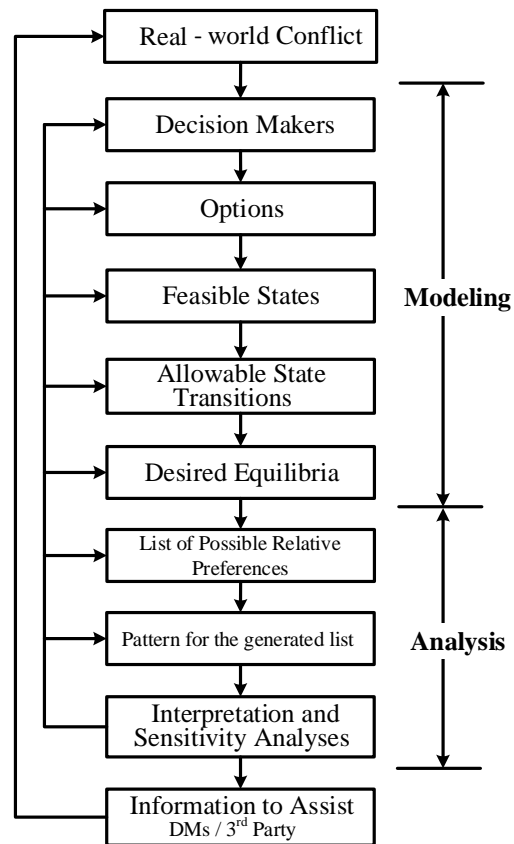 Real - world Conflict
Decision Makers
Options
Feasible States
Modeling
Allowable State
Transitions
Desired Equilibria
List of Possible Relative
Preferences
Pattern for the generated list
Analysis
Interpretation and
Sensitivity Analyses
Information to Assist
DMs / 3rd Party